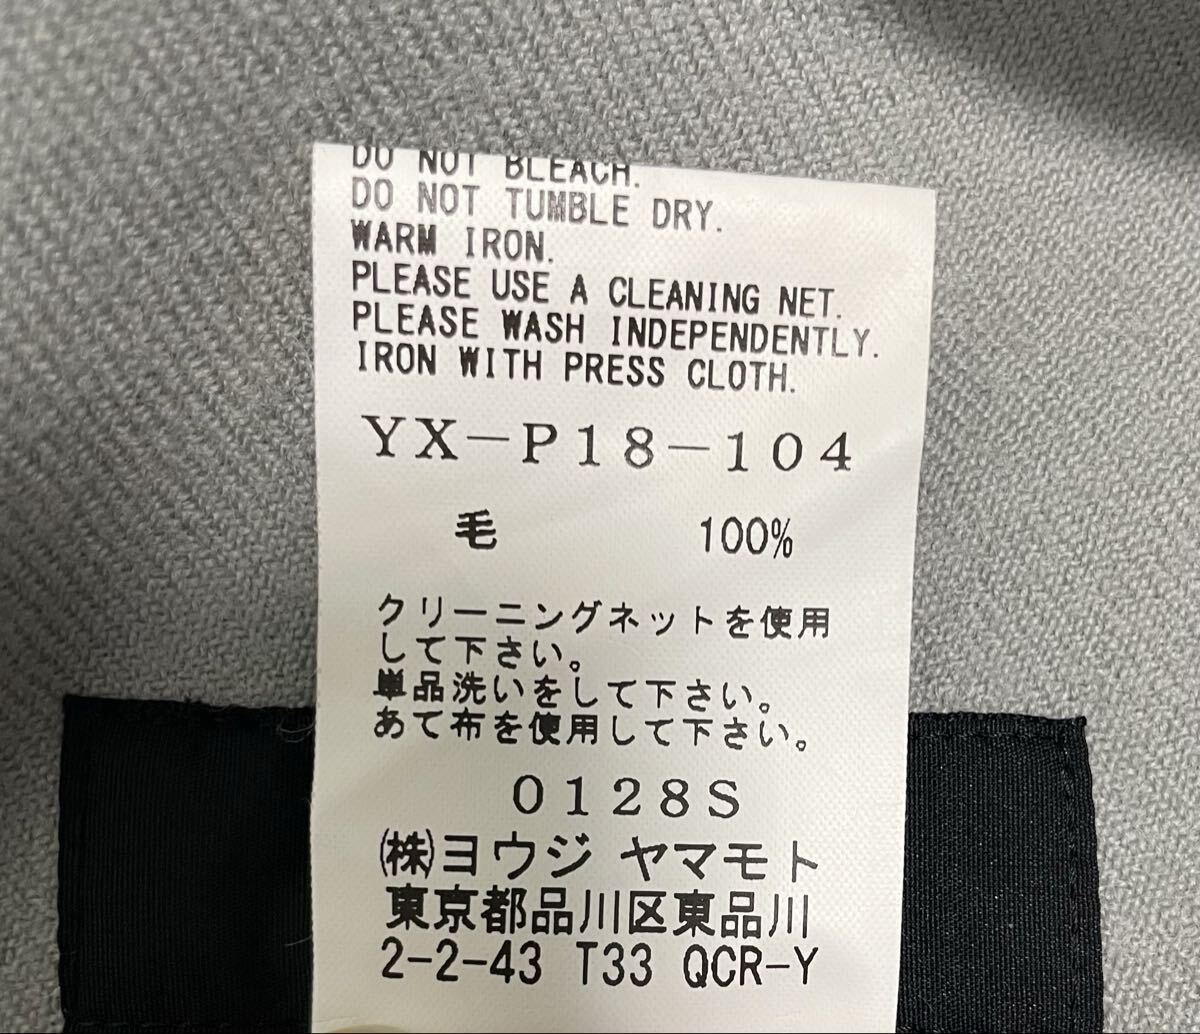 DO NOT BLEACH.
DO NOT TUMBLE DRY.
WARM IRON.
PLEASE USE A CLEANING NET.
PLEASE WASH INDEPENDENTLY.
IRON WITH PRESS CLOTH.
YX-P18-104
毛 100%
クリーニングネットを使用
して下さい。
単品洗いをして下さい。
あて布を使用して下さい。
0128S
㈱ヨウジ ヤマモト
東京都品川区東品川
2-2-43 T33 QCR-Y